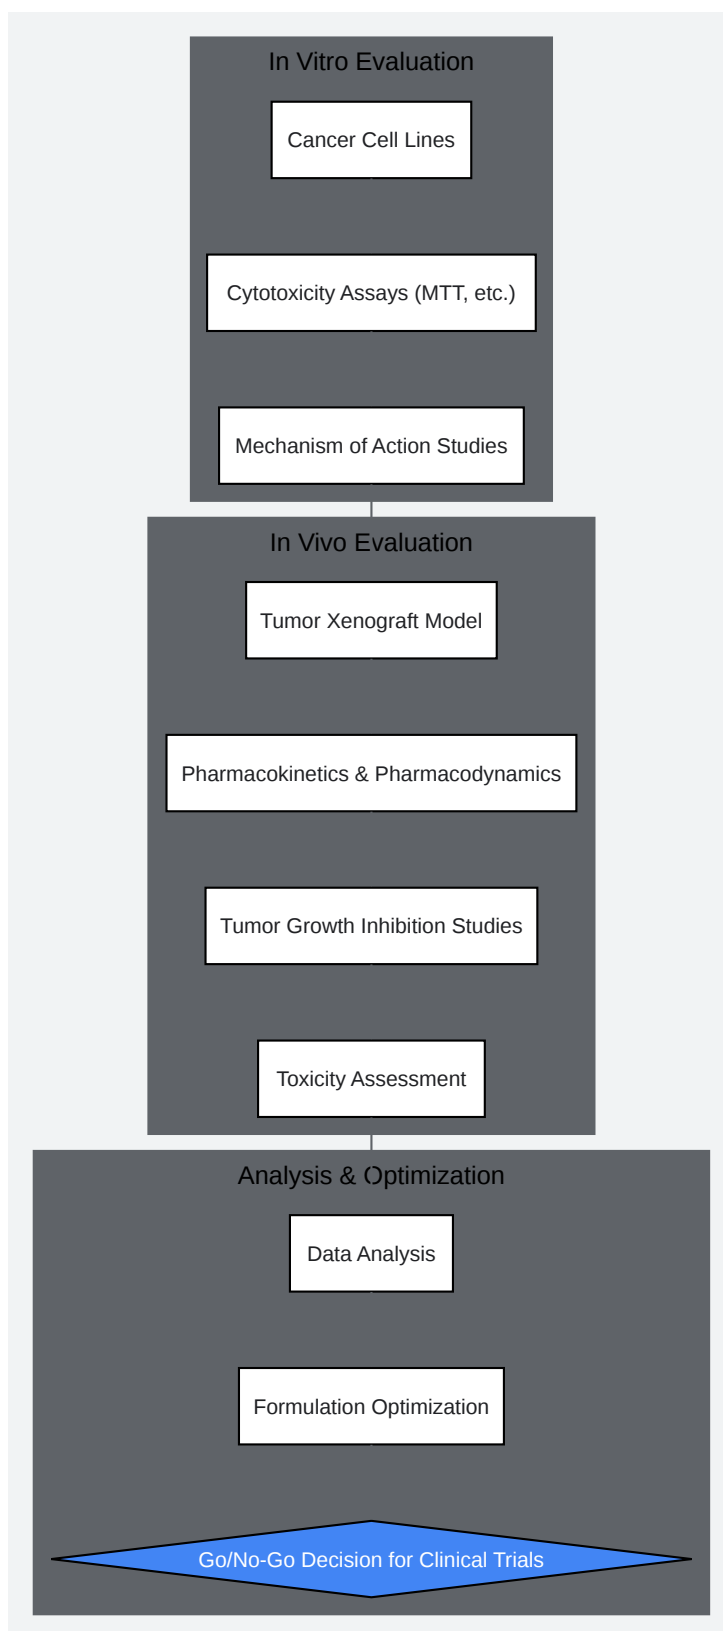 In Vitro Evaluation
Cancer Cell Lines
Cytotoxicity Assays (MTT, etc.)
Mechanism of Action Studies
In Vivo Evaluation
Tumor Xenograft Model
Pharmacokinetics & Pharmacodynamics
Tumor Growth Inhibition Studies
Toxicity Assessment
Analysis & Optimization
Data Analysis
Formulation Optimization
Go/No-Go Decision for Clinical Trials